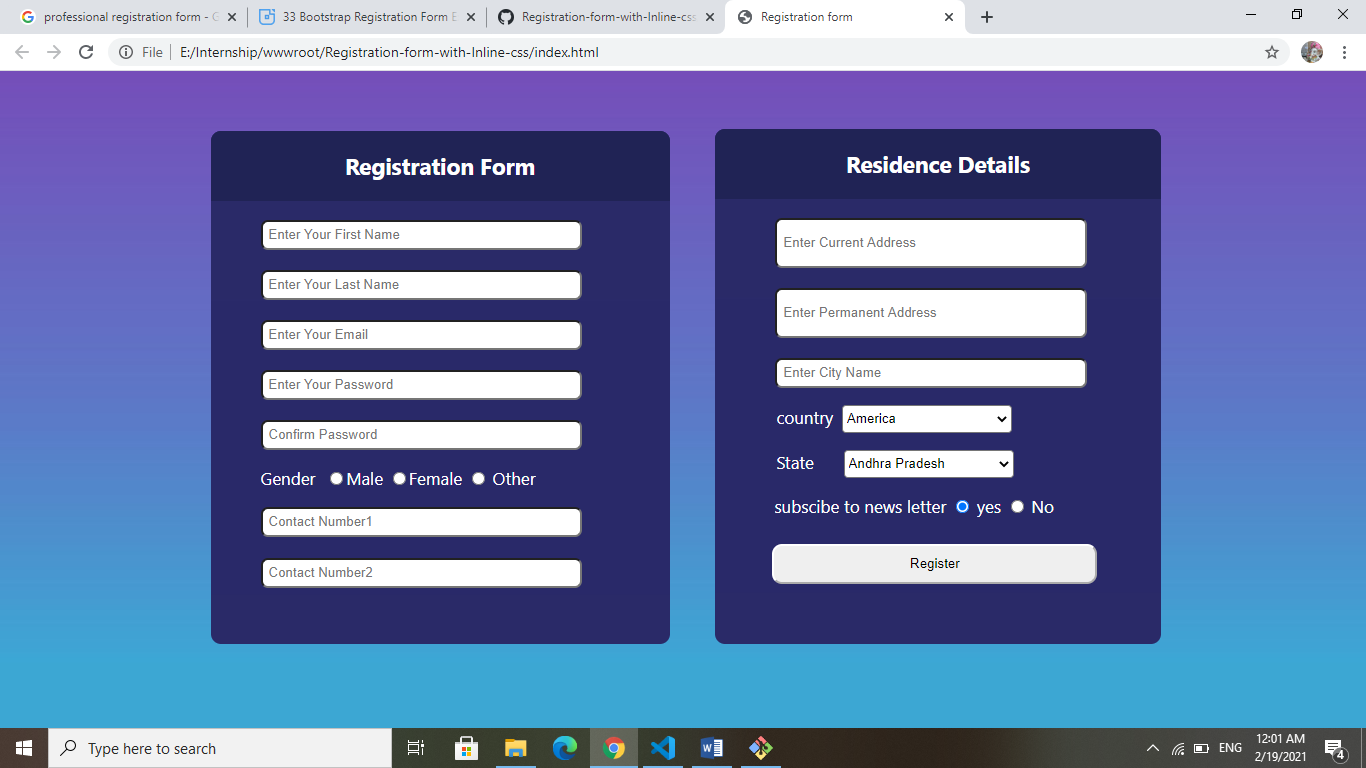 professional registration form - G
33 Bootstrap Registration Form E
Registration-form-with-Inline-css
Registration form
File
E:/Internship/wwwroot/Registration-form-with-Inline-css/index.html
Registration Form
Enter Your First Name
Enter Your Last Name
Enter Your Email
Enter Your Password
Confirm Password
Gender Male Female Other
Contact Number1
Contact Number2
Residence Details
Enter Current Address
Enter Permanent Address
Enter City Name
country America
State Andhra Pradesh
subscibe to news letter yes No
Register
Type here to search
ENG
12:01 AM
2/19/2021
4